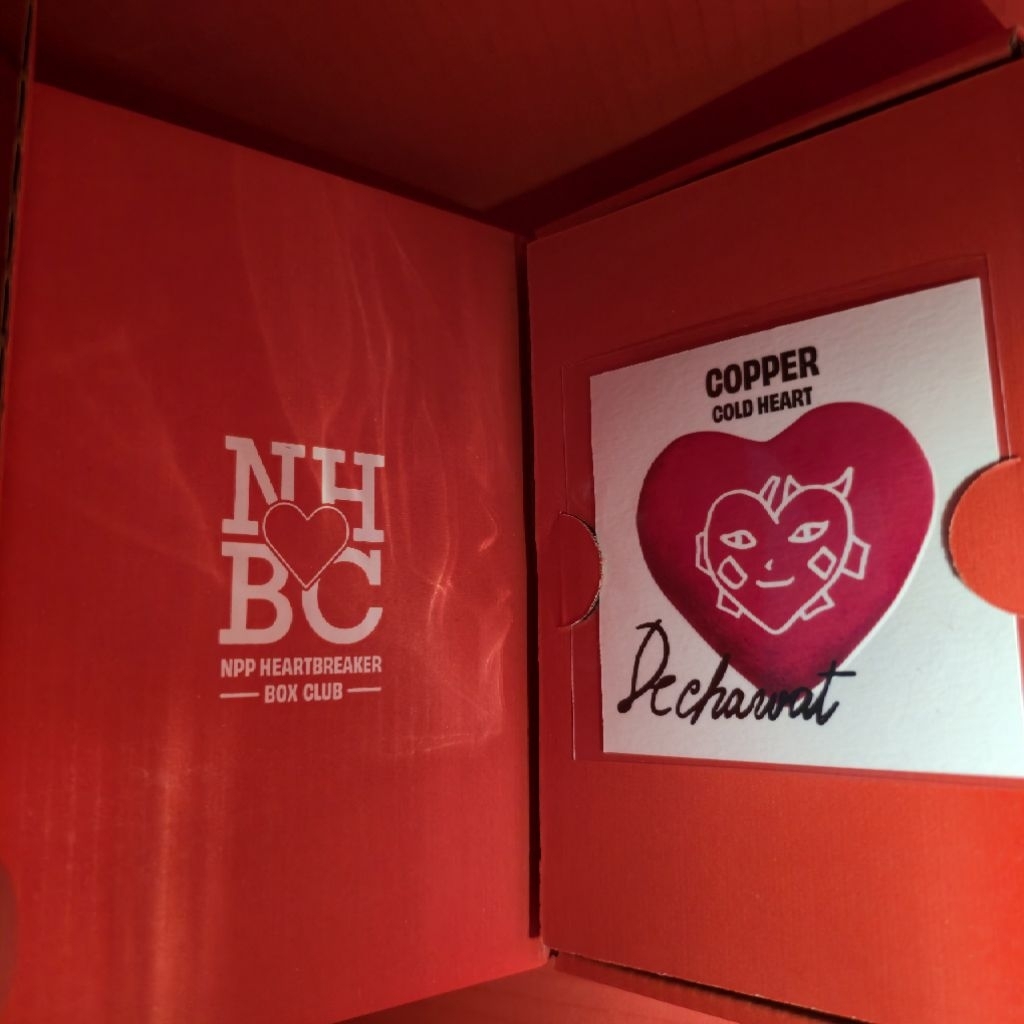 NH
BC
NPP HEARTBREAKER
BOX CLUB
COPPER
COLD HEART
Dechawat